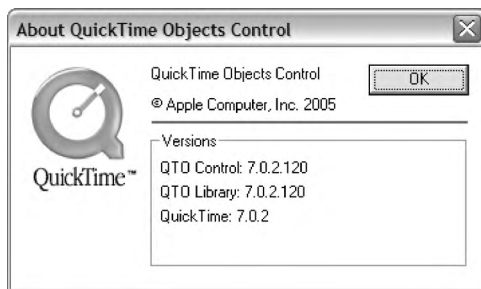 About QuickTime Objects Control
QuickTime Objects Control
OK
© Apple Computer, Inc. 2005
QuickTime™
Versions
QTO Control: 7.0.2.120
QTO Library: 7.0.2.120
QuickTime: 7.0.2